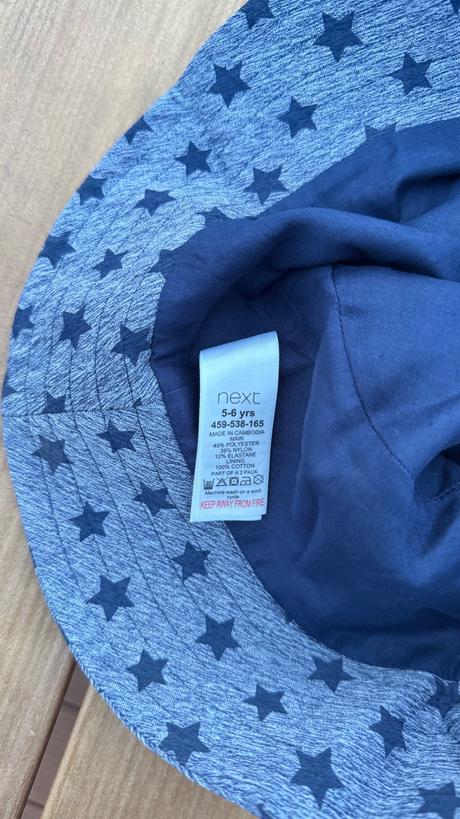 next
5-6 yrs
459-538-165
MADE IN CAMBODIA
MAIN
49% POLYESTER
39% NYLON
12% ELASTANE
LINING
100% COTTON
PART OF A 2 PACK
Machine wash on a wool
cycle
KEEP AWAY FROM FIRE